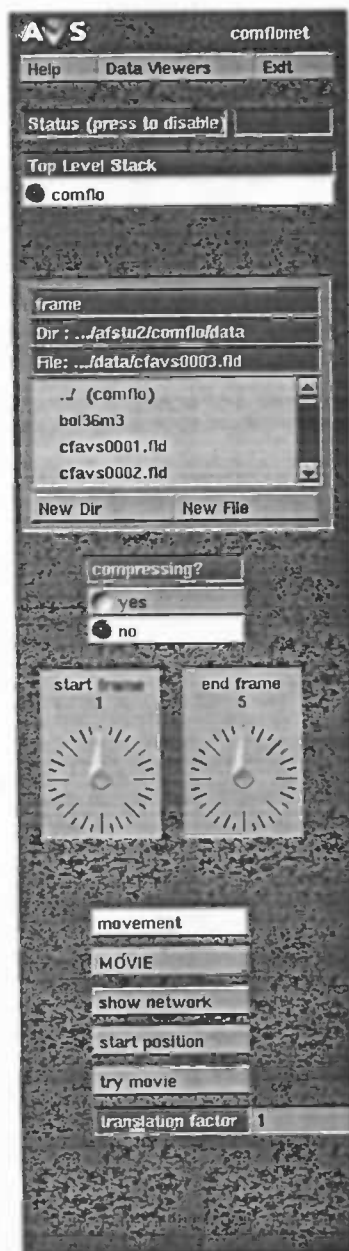 AVS comflonet
Help Data Viewers Exit
Status (press to disable)
Top Level Stack
comflo
frame
Dir : .../afstu2/comflo/data
File: .../data/cfavs0003.fld
../ (comflo)
bol36m3
cfavs0001.fld
cfavs0002.fld
New Dir New File
compressing?
yes
no
start frame end frame
1 5
movement
MOVIE
show network
start position
try movie
translation factor 1